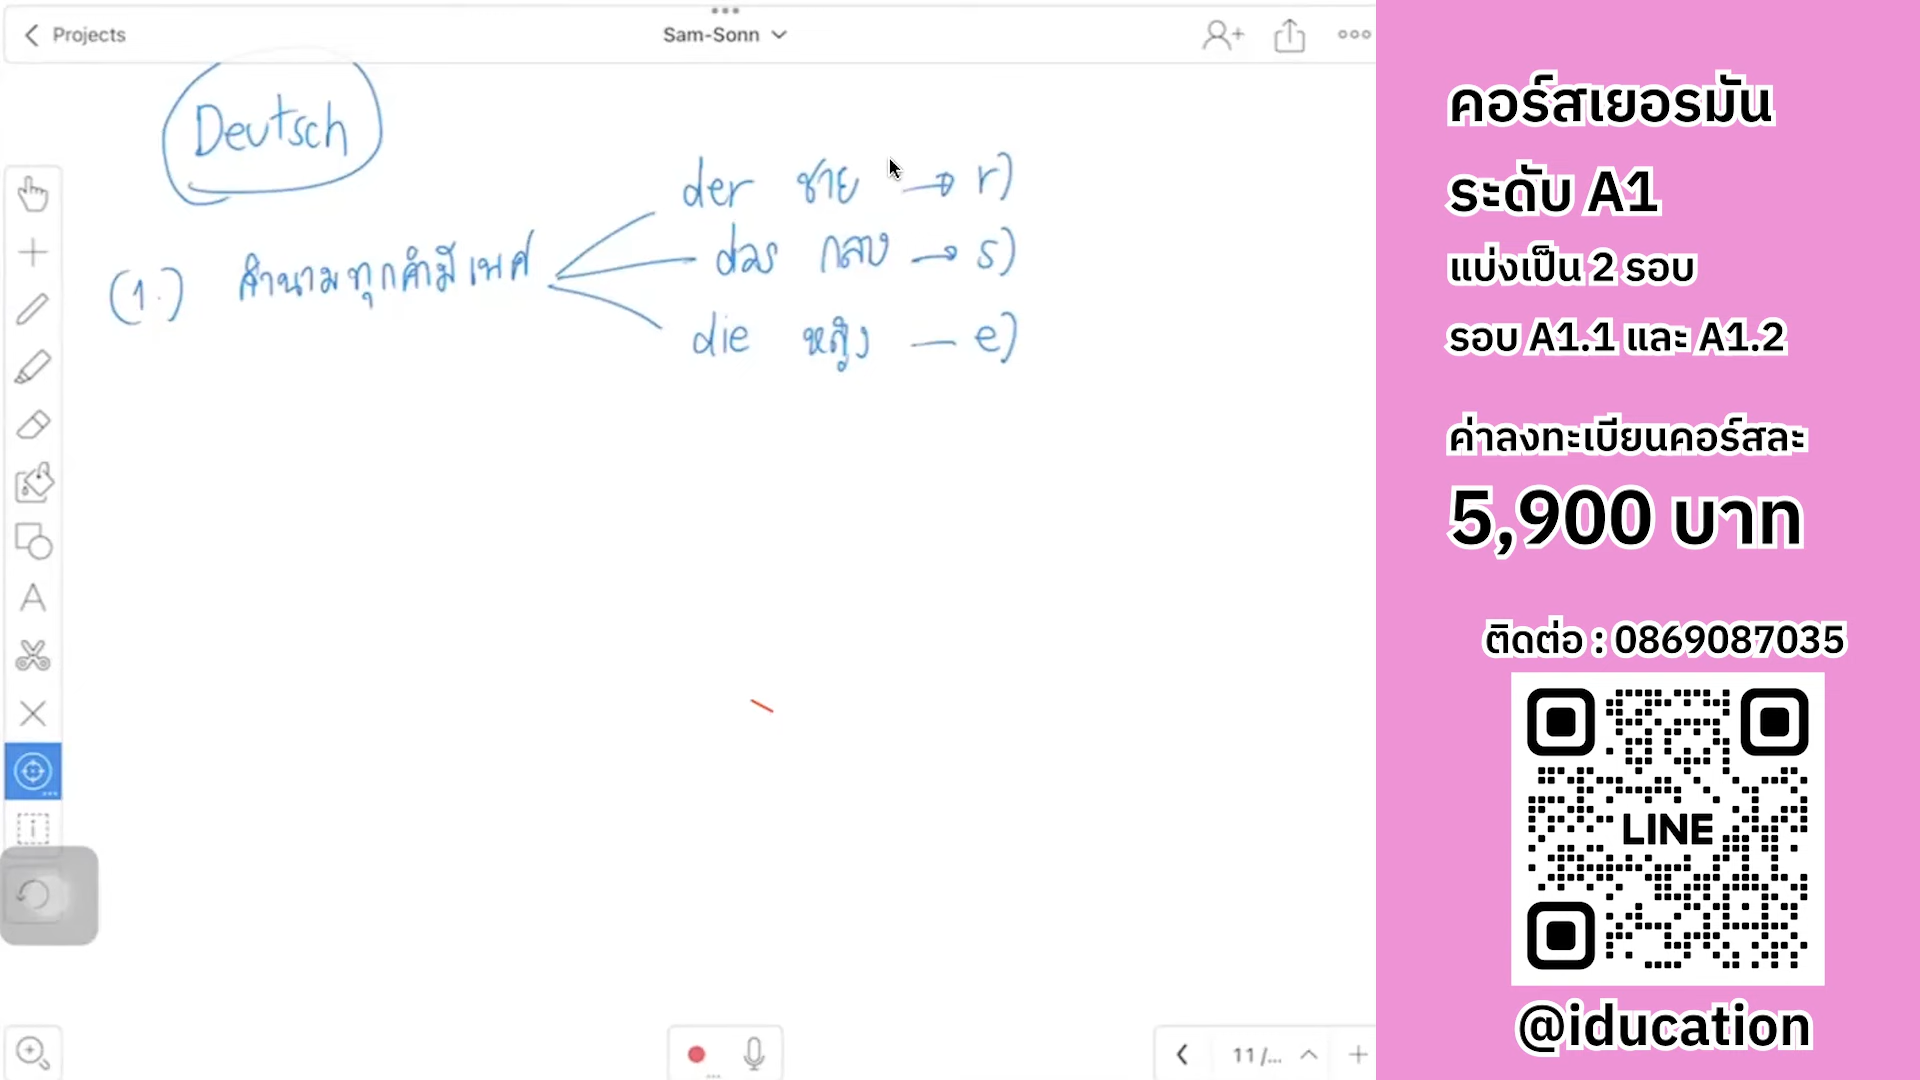 Projects
Sam-Sonn
Deutsch
(1.) คำนามทุกคำมีเพศ
der ชาย → r)
das กลาง → s)
die หญิง — e)
11 /...
คอร์สเยอรมัน
ระดับ A1
แบ่งเป็น 2 รอบ
รอบ A1.1 และ A1.2
ค่าลงทะเบียนคอร์สละ
5,900 บาท
ติดต่อ : 0869087035
LINE
@iducation